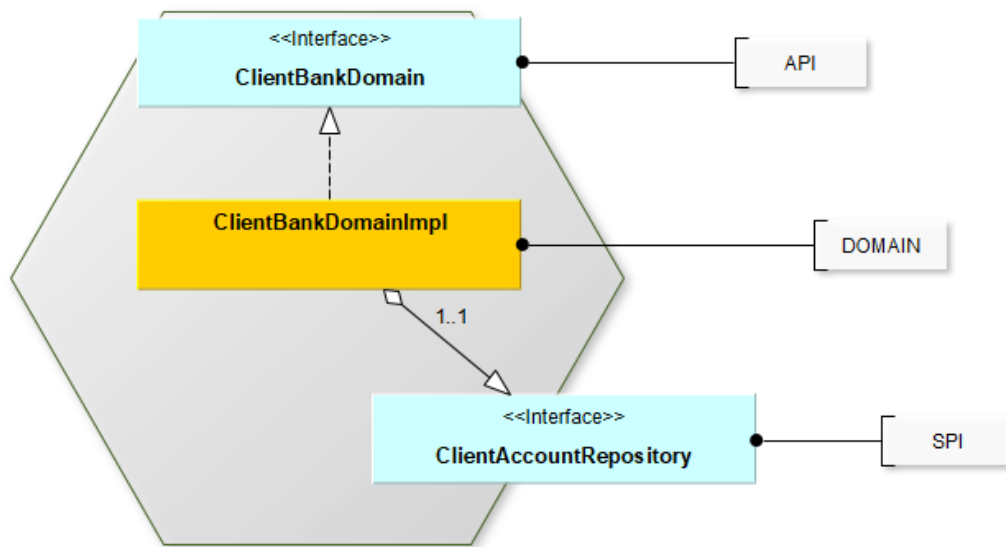 <<Interface>>
ClientBankDomain
API
ClientBankDomainImpl
DOMAIN
1..1
<<Interface>>
ClientAccountRepository
SPI